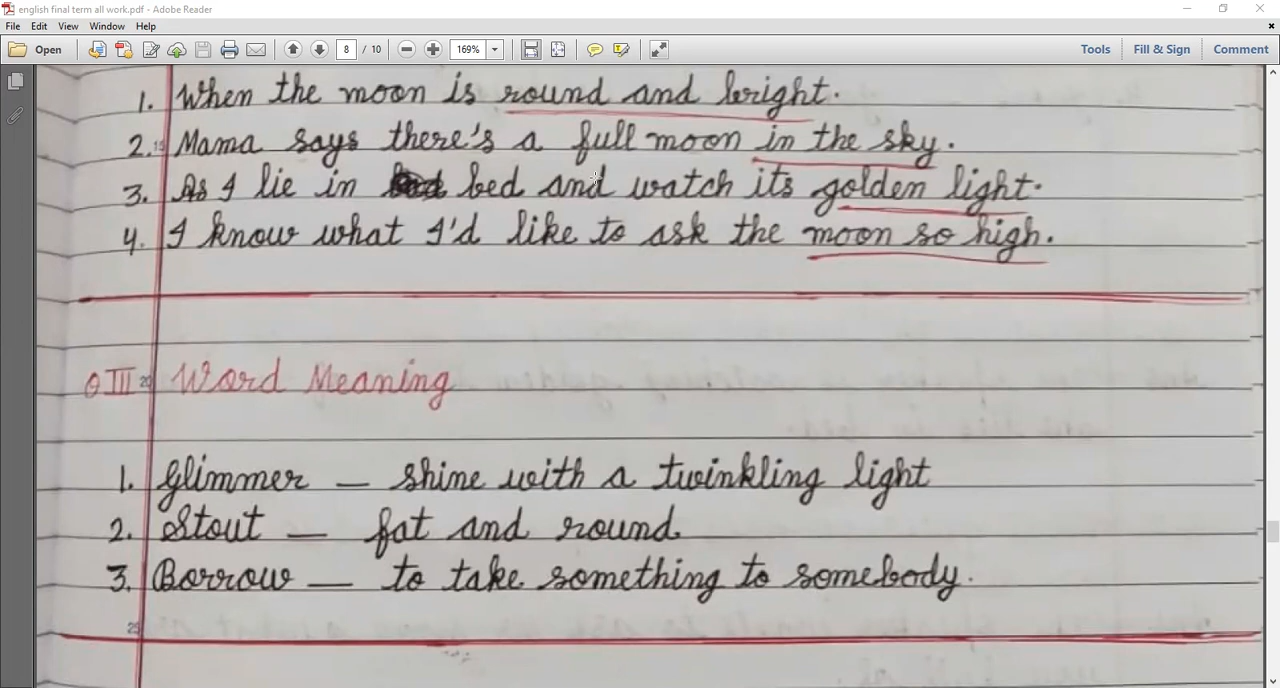 english final term all work.pdf - Adobe Reader
File Edit View Window Help
Open 8 / 10 169% Tools Fill & Sign Comment
1. When the moon is round and bright.
2. Mama says there's a full moon in the sky.
3. As I lie in bed and watch its golden light.
4. I know what I'd like to ask the moon so high.
Q III Word Meaning
1. Glimmer — shine with a twinkling light
2. Stout — fat and round.
3. Borrow — to take something to somebody.